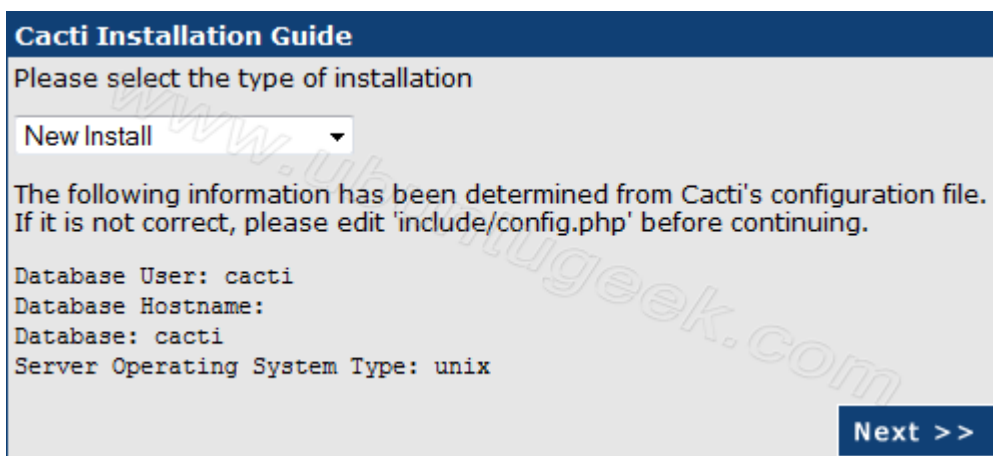 Cacti Installation Guide
Please select the type of installation
New Install
The following information has been determined from Cacti's configuration file.
If it is not correct, please edit 'include/config.php' before continuing.
Database User: cacti
Database Hostname:
Database: cacti
Server Operating System Type: unix
Next >>
www.ubuntugeek.com